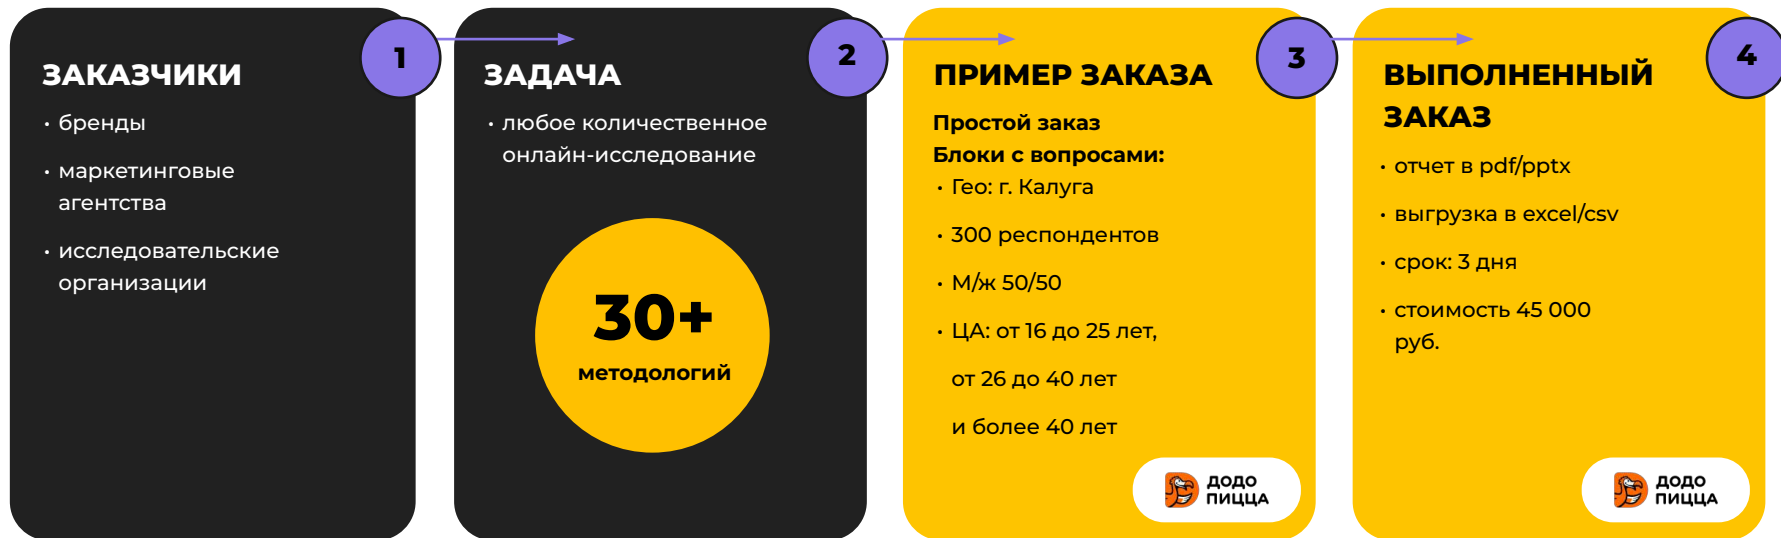 1
ЗАКАЗЧИКИ
• бренды
• маркетинговые
агентства
• исследовательские
организации
2
ЗАДАЧА
• любое количественное
онлайн-исследование
30+
методологий
3
ПРИМЕР ЗАКАЗА
Простой заказ
Блоки с вопросами:
• Гео: г. Калуга
• 300 респондентов
• М/ж 50/50
• ЦА: от 16 до 25 лет,
от 26 до 40 лет
и более 40 лет
ДОДО
ПИЦЦА
4
ВЫПОЛНЕННЫЙ
ЗАКАЗ
• отчет в pdf/pptx
• выгрузка в excel/csv
• срок: 3 дня
• стоимость 45 000
руб.
ДОДО
ПИЦЦА